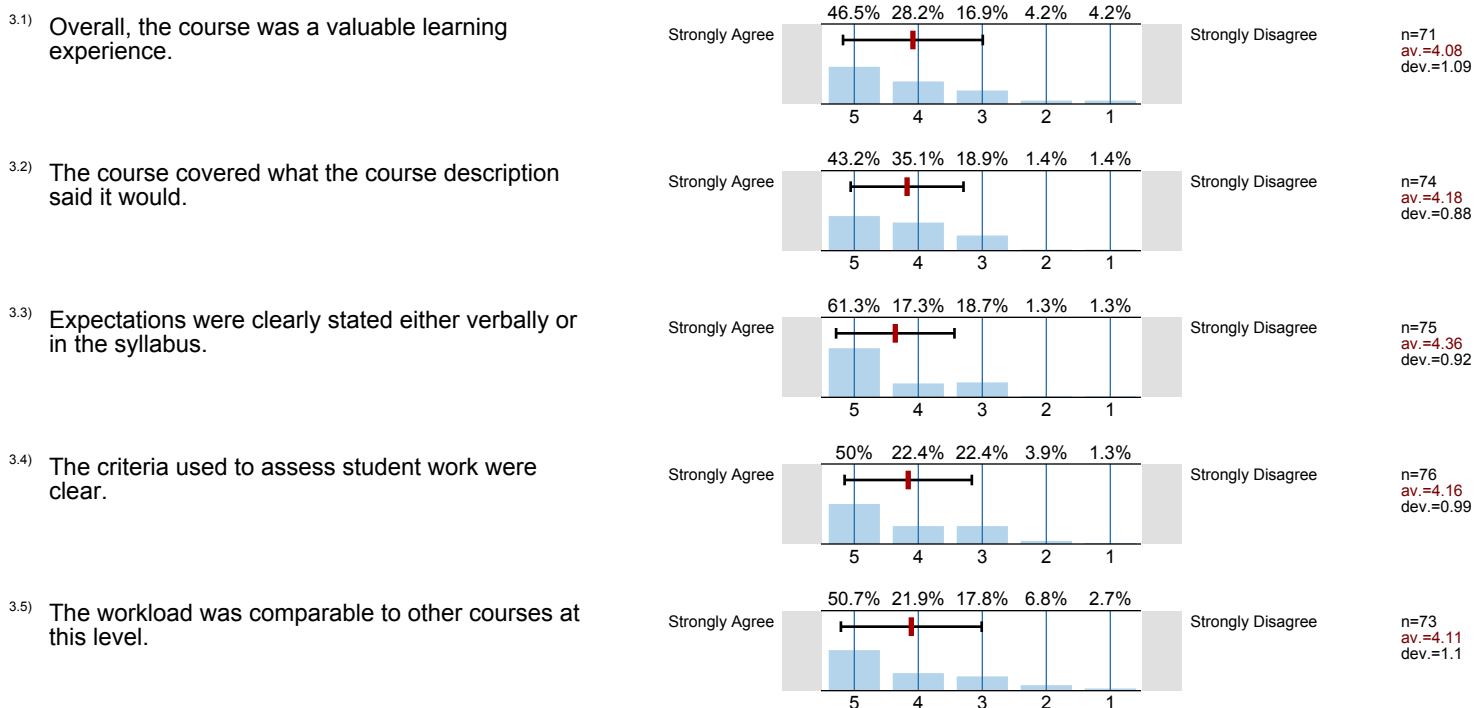 3.1) Overall, the course was a valuable learning
experience.
Strongly Agree
46.5% 28.2% 16.9% 4.2% 4.2%
5 4 3 2 1
Strongly Disagree
n=71
av.=4.08
dev.=1.09
3.2) The course covered what the course description
said it would.
Strongly Agree
43.2% 35.1% 18.9% 1.4% 1.4%
5 4 3 2 1
Strongly Disagree
n=74
av.=4.18
dev.=0.88
3.3) Expectations were clearly stated either verbally or
in the syllabus.
Strongly Agree
61.3% 17.3% 18.7% 1.3% 1.3%
5 4 3 2 1
Strongly Disagree
n=75
av.=4.36
dev.=0.92
3.4) The criteria used to assess student work were
clear.
Strongly Agree
50% 22.4% 22.4% 3.9% 1.3%
5 4 3 2 1
Strongly Disagree
n=76
av.=4.16
dev.=0.99
3.5) The workload was comparable to other courses at
this level.
Strongly Agree
50.7% 21.9% 17.8% 6.8% 2.7%
5 4 3 2 1
Strongly Disagree
n=73
av.=4.11
dev.=1.1